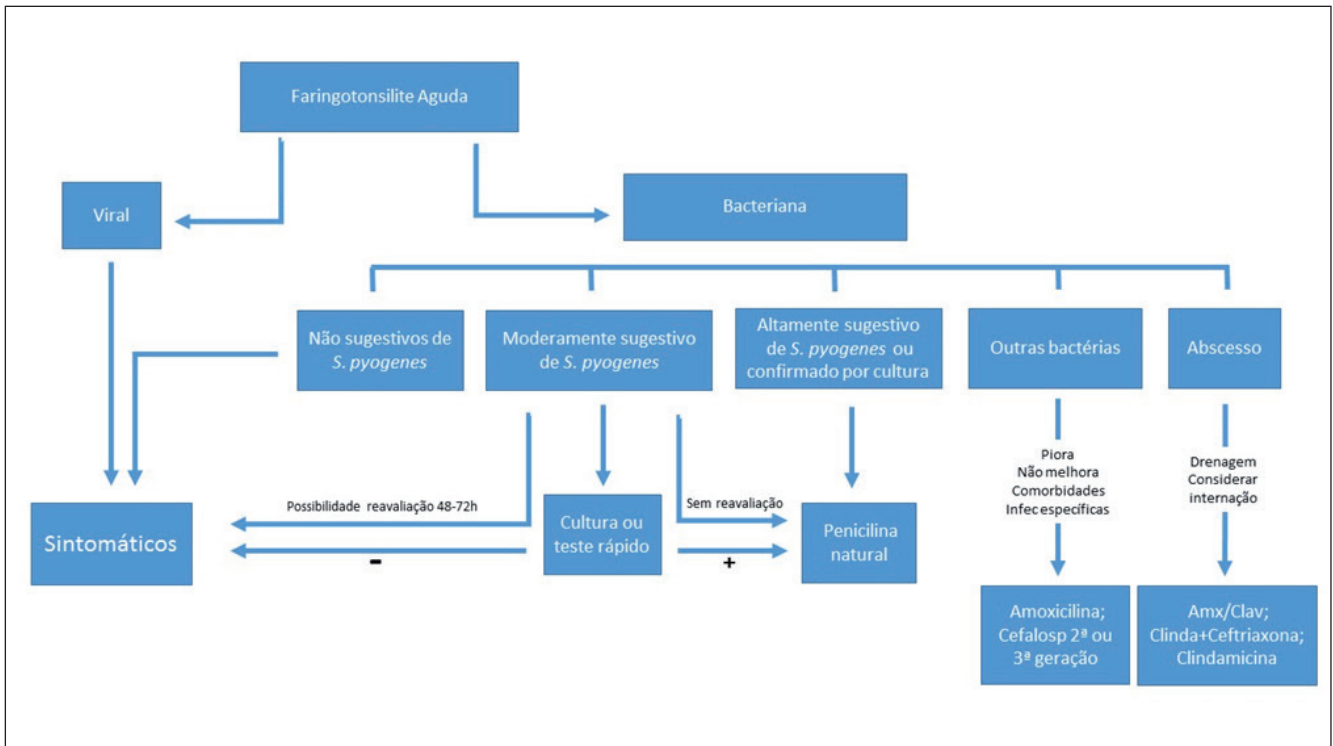 Faringotonsilite Aguda
Viral
Bacteriana
Não sugestivos de
S. pyogenes
Moderamente sugestivo
de S. pyogenes
Altamente sugestivo
de S. pyogenes ou
confirmado por cultura
Outras bactérias
Abscesso
Piora
Não melhora
Comorbidades
Infec específicas
Drenagem
Considerar
internação
Possibilidade reavaliação 48-72h
Sem reavaliação
Sintomáticos
Cultura ou
teste rápido
Penicilina
natural
-
+
Amoxicilina;
Cefalosp 2ª ou
3ª geração
Amx/Clav;
Clinda+Ceftriaxona;
Clindamicina